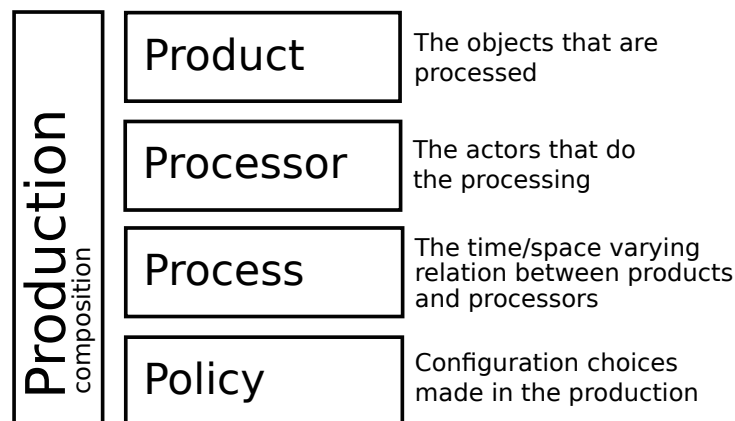 Production
composition
Product
The objects that are
processed
Processor
The actors that do
the processing
Process
The time/space varying
relation between products
and processors
Policy
Configuration choices
made in the production